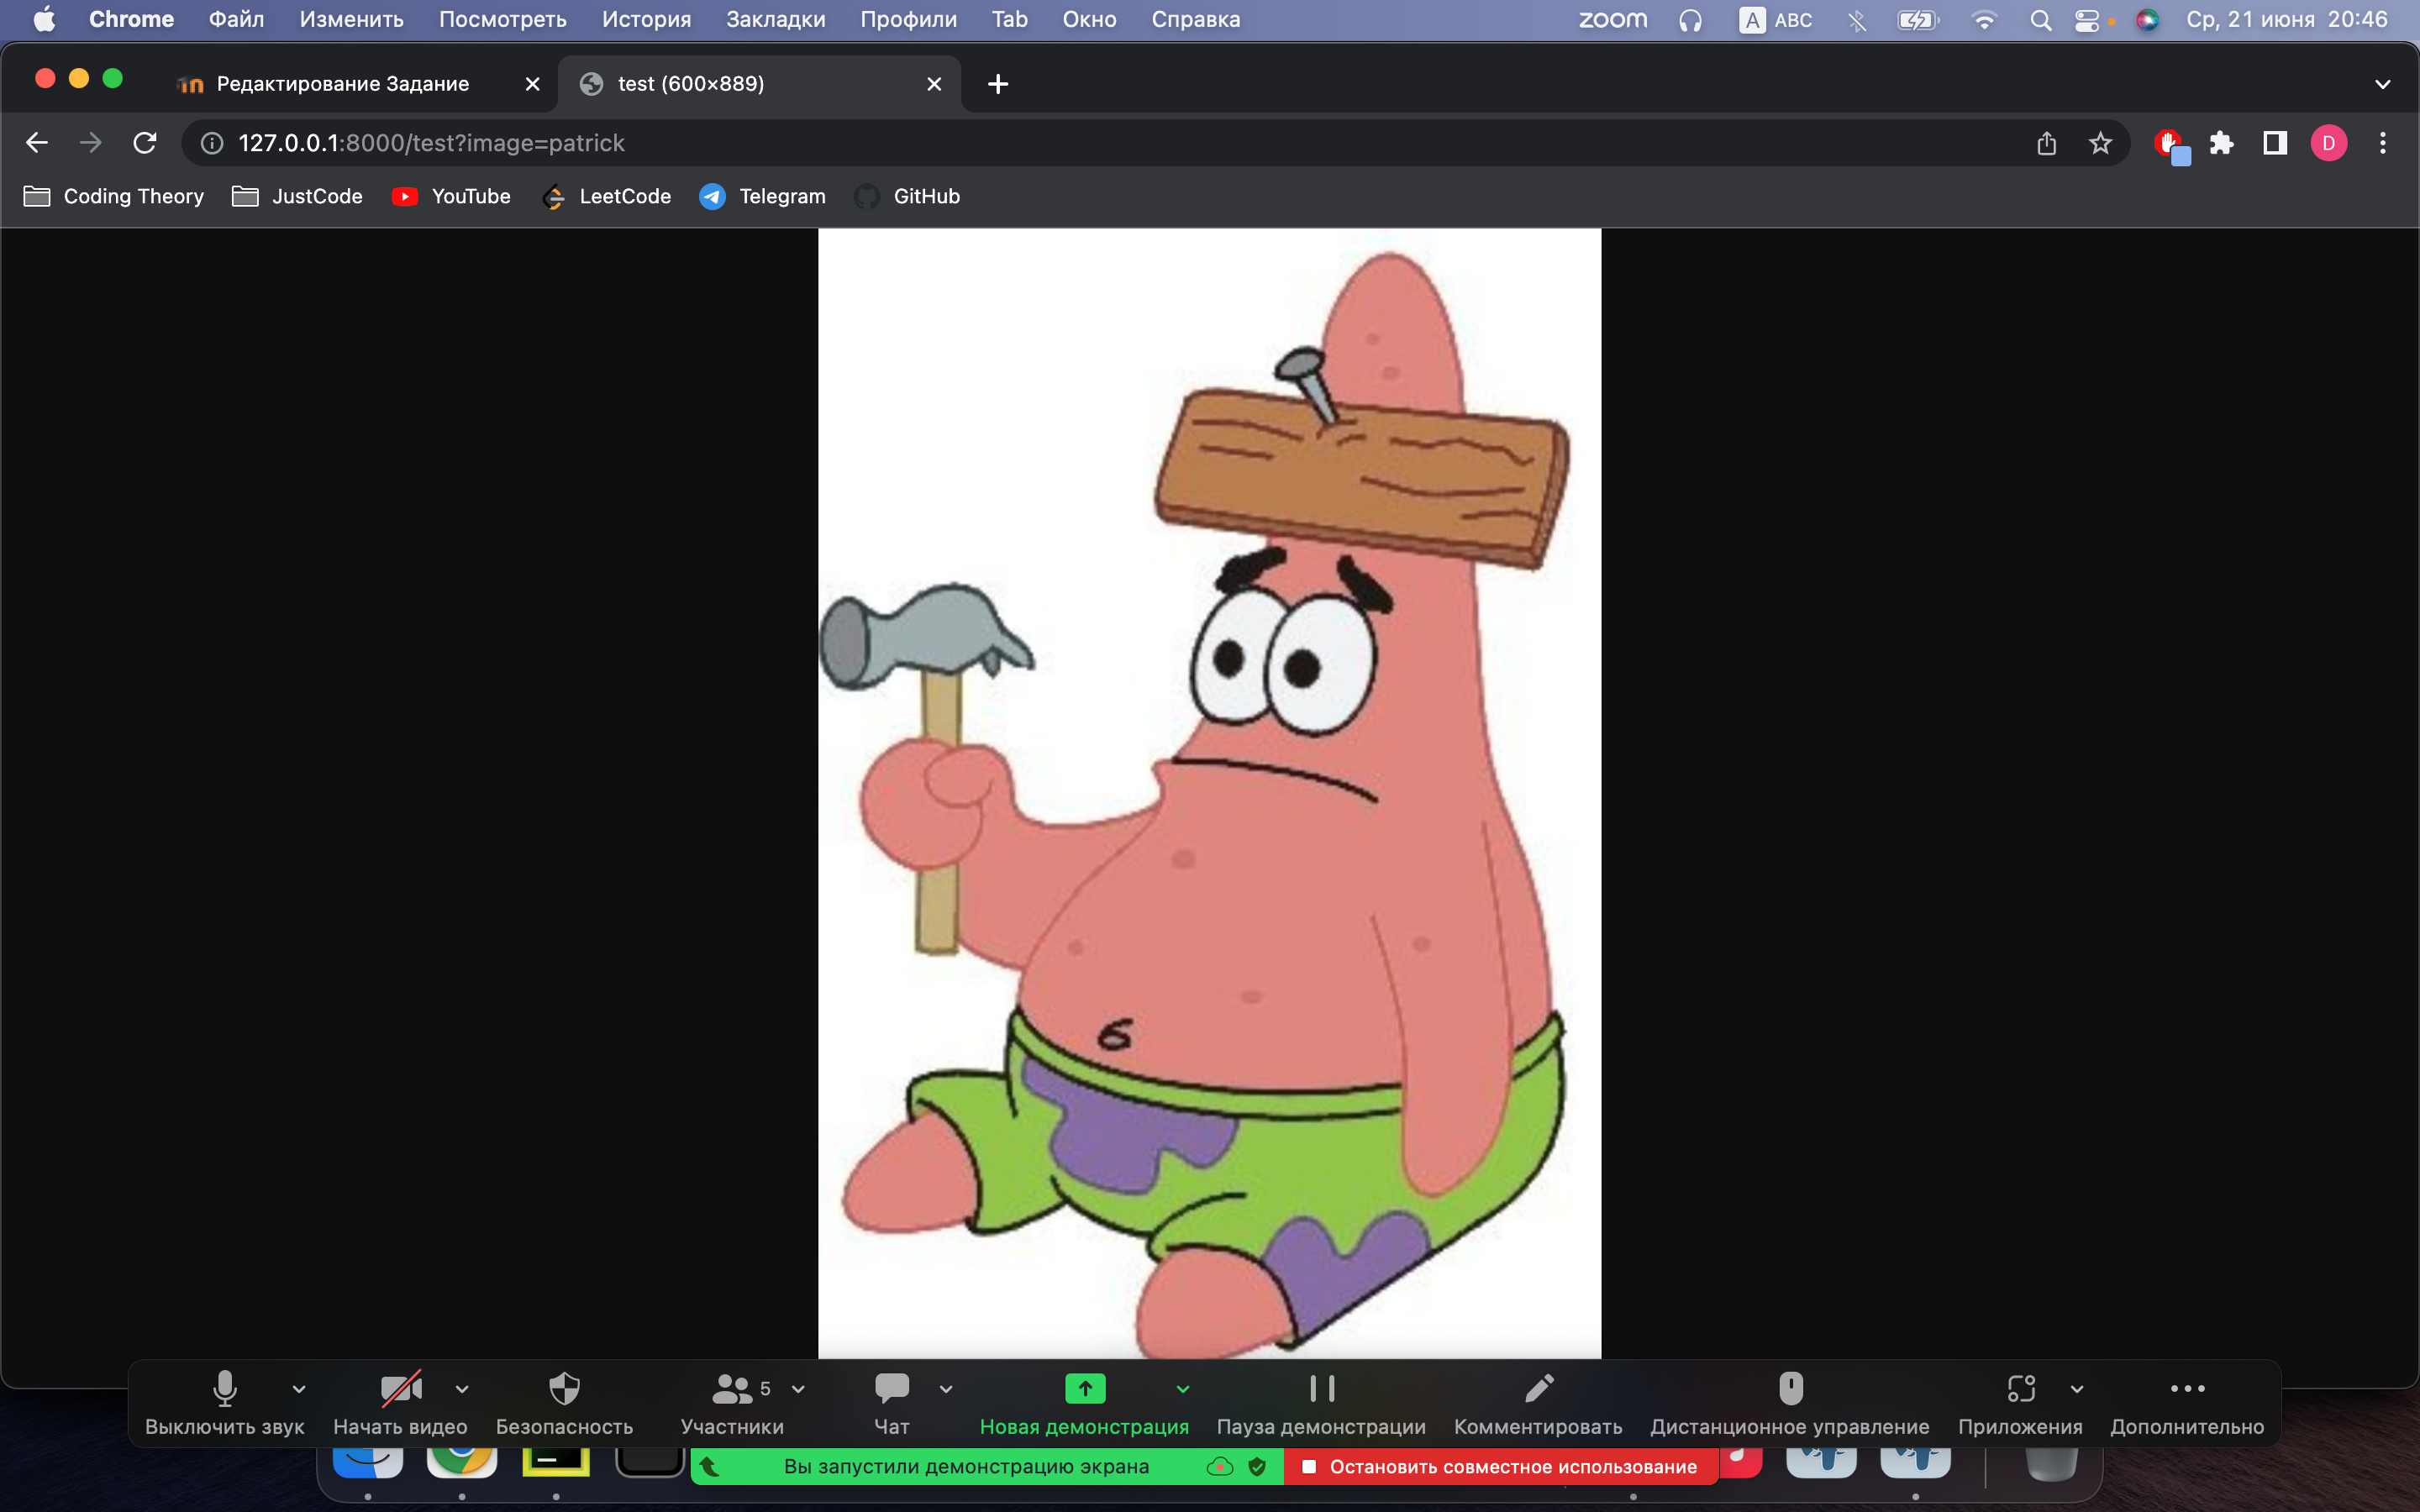 Chrome Файл Изменить Посмотреть История Закладки Профили Tab Окно Справка zoom A ABC Ср, 21 июня 20:46
Редактирование Задание test (600×889)
127.0.0.1:8000/test?image=patrick D
Coding Theory JustCode YouTube LeetCode Telegram GitHub
5
Выключить звук Начать видео Безопасность Участники Чат Новая демонстрация Пауза демонстрации Комментировать Дистанционное управление Приложения Дополнительно
Вы запустили демонстрацию экрана Остановить совместное использование